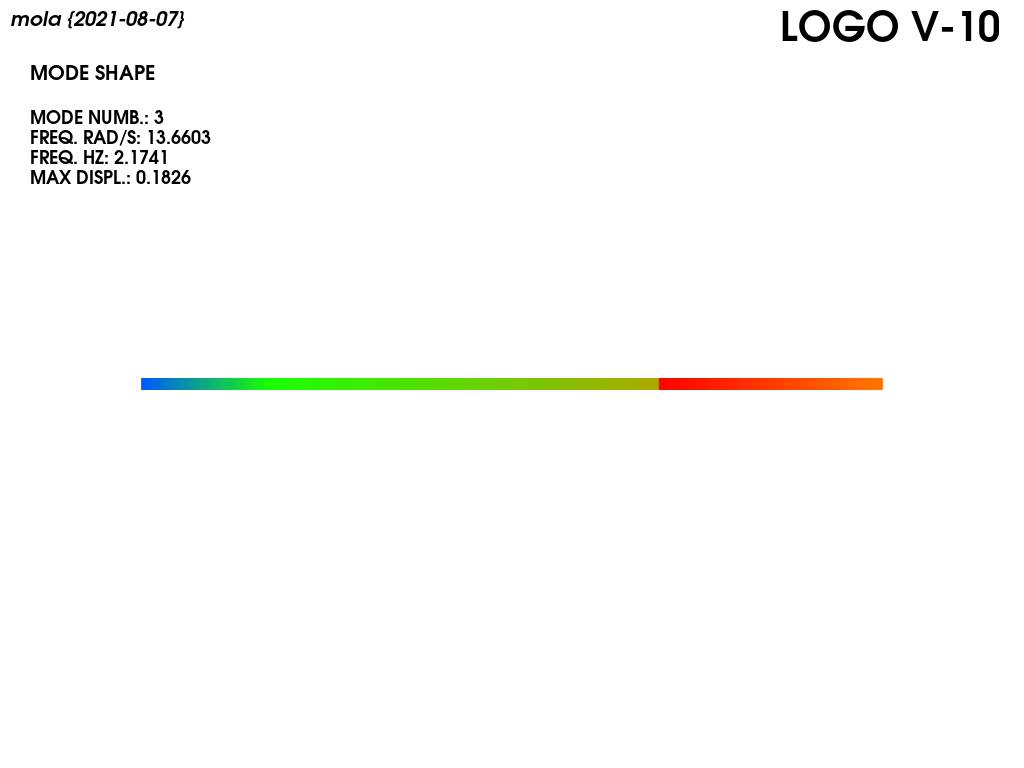 mola {2021-08-07}
LOGO V-10
MODE SHAPE
MODE NUMB.: 3
FREQ. RAD/S: 13.6603
FREQ. HZ: 2.1741
MAX DISPL.: 0.1826